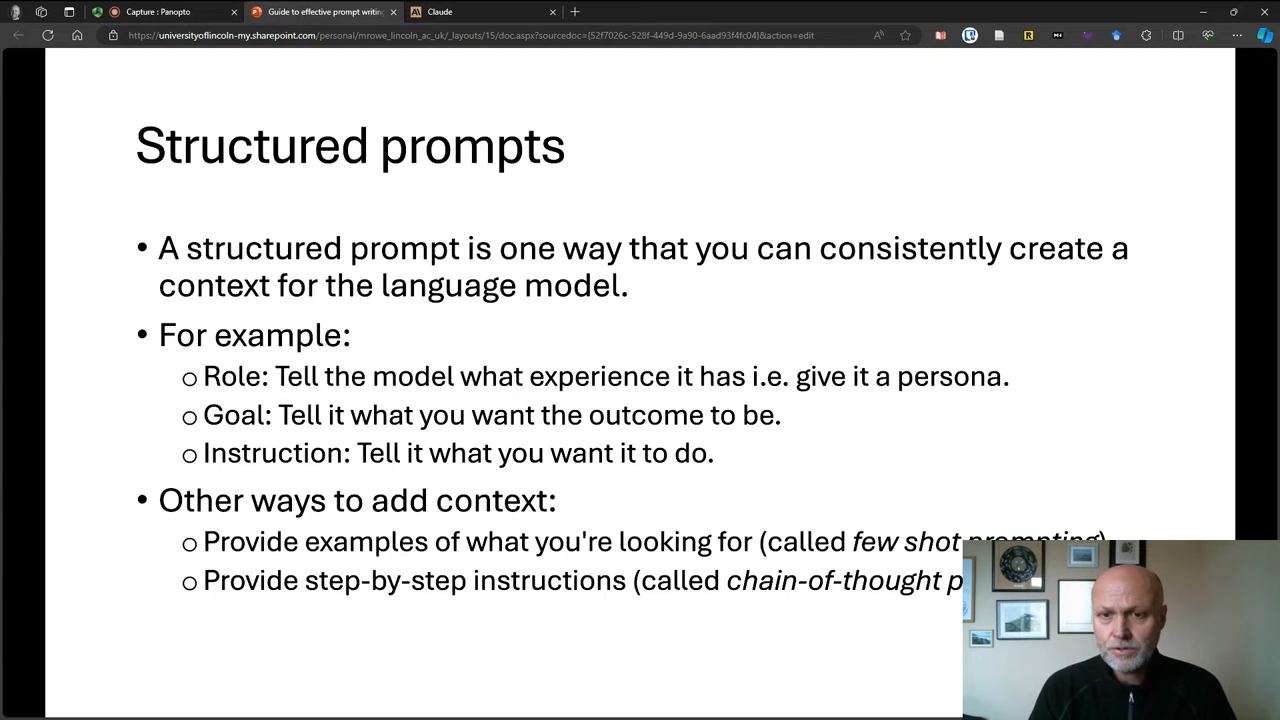 Capture : Panopto
Guide to effective prompt writin
Claude
https://universityoflincoln-my.sharepoint.com/personal/mrowe_lincoln_ac_uk/_layouts/15/doc.aspx?sourcedoc={52f7026c-528f-449d-9a90-6aad93f4fc04}&action=edit
Structured prompts
• A structured prompt is one way that you can consistently create a
context for the language model.
• For example:
○ Role: Tell the model what experience it has i.e. give it a persona.
○ Goal: Tell it what you want the outcome to be.
○ Instruction: Tell it what you want it to do.
• Other ways to add context:
○ Provide examples of what you're looking for (called few shot prompting)
○ Provide step-by-step instructions (called chain-of-thought p